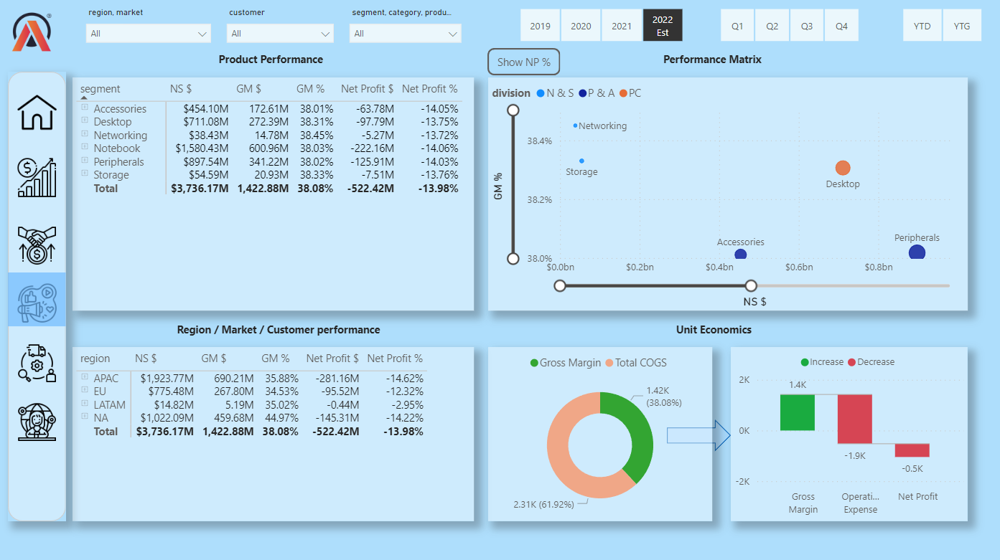 region, market
customer
segment, category, produ...
All
All
All
2019
2020
2021
2022
Est
Q1
Q2
Q3
Q4
YTD
YTG
Product Performance
segment NS $ GM $ GM % Net Profit $ Net Profit %
Accessories $454.10M 172.61M 38.01% -63.78M -14.05%
Desktop $711.08M 272.39M 38.31% -97.79M -13.75%
Networking $38.43M 14.78M 38.45% -5.27M -13.72%
Notebook $1,580.43M 600.96M 38.03% -222.16M -14.06%
Peripherals $897.54M 341.22M 38.02% -125.91M -14.03%
Storage $54.59M 20.93M 38.33% -7.51M -13.76%
Total $3,736.17M 1,422.88M 38.08% -522.42M -13.98%
Show NP %
Performance Matrix
division N & S P & A PC
GM %
38.4%
38.2%
38.0%
Networking
Storage
Desktop
Accessories
Peripherals
$0.0bn $0.2bn $0.4bn $0.6bn $0.8bn
NS $
Region / Market / Customer performance
region NS $ GM $ GM % Net Profit $ Net Profit %
APAC $1,923.77M 690.21M 35.88% -281.16M -14.62%
EU $775.48M 267.80M 34.53% -95.52M -12.32%
LATAM $14.82M 5.19M 35.02% -0.44M -2.95%
NA $1,022.09M 459.68M 44.97% -145.31M -14.22%
Total $3,736.17M 1,422.88M 38.08% -522.42M -13.98%
Unit Economics
Gross Margin Total COGS
1.42K
(38.08%)
2.31K (61.92%)
Increase Decrease
2K
0K
-2K
1.4K
-1.9K
-0.5K
Gross
Margin
Operati...
Expense
Net Profit